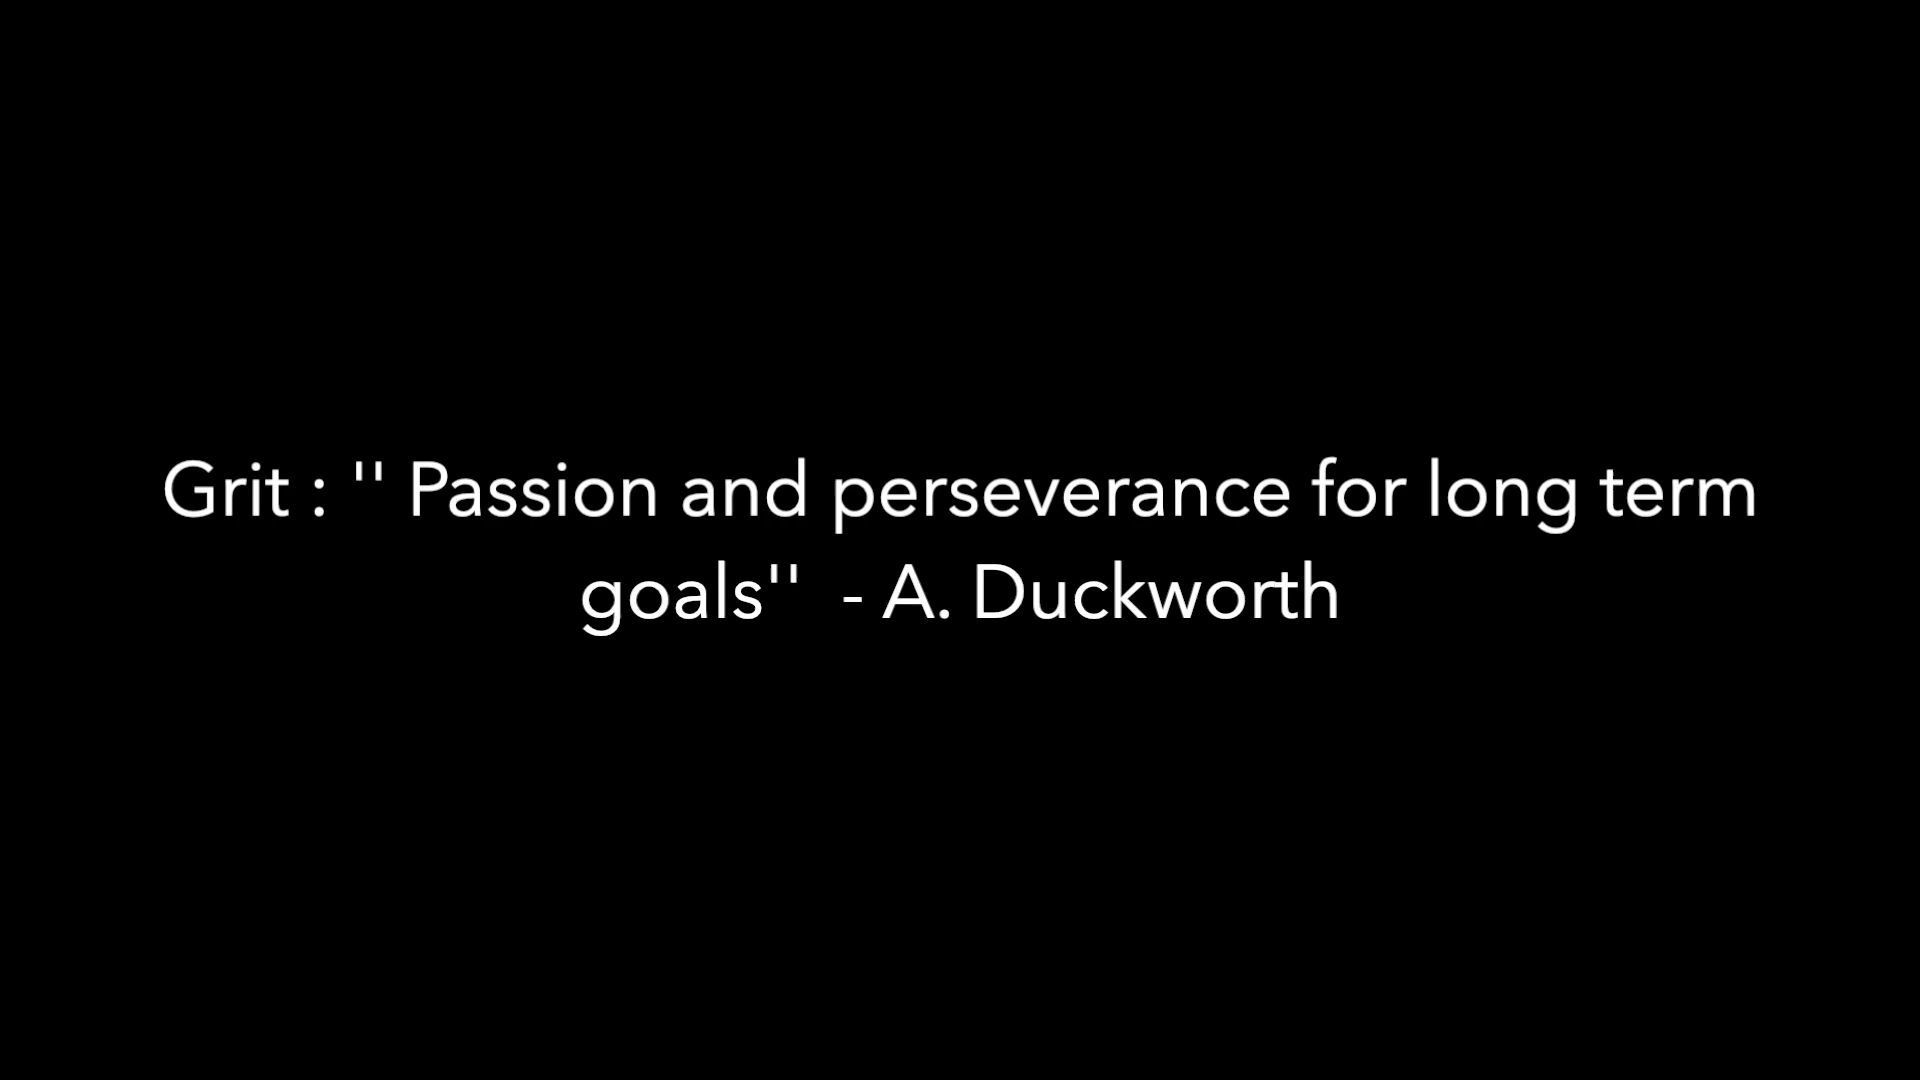 Grit : '' Passion and perseverance for long term
goals''  - A. Duckworth